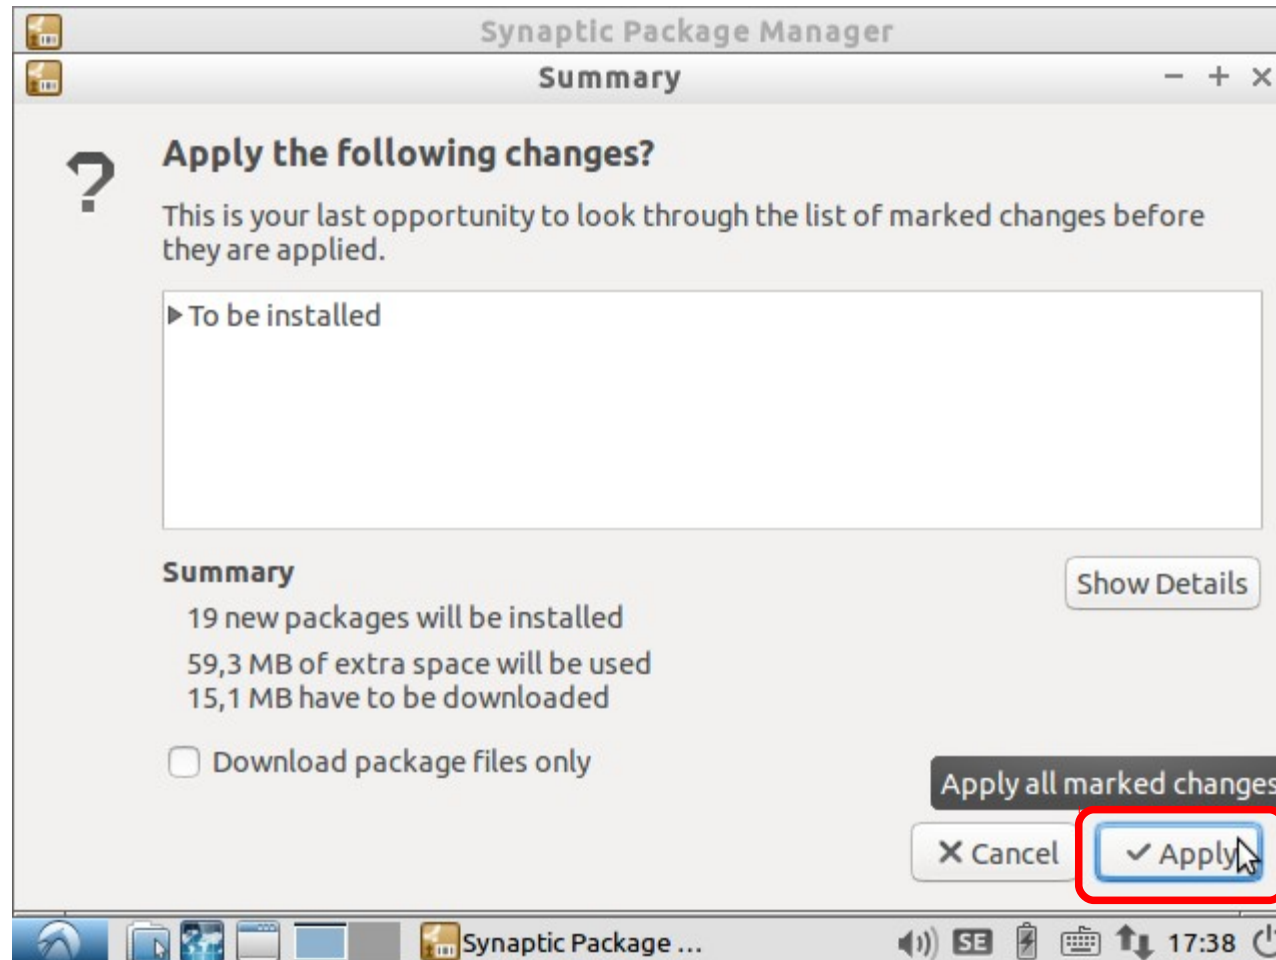 Synaptic Package Manager
Summary
Apply the following changes?
This is your last opportunity to look through the list of marked changes before
they are applied.
To be installed
Summary
Show Details
19 new packages will be installed
59,3 MB of extra space will be used
15,1 MB have to be downloaded
Download package files only
Apply all marked changes
Cancel
Apply
Synaptic Package ...
SE
17:38